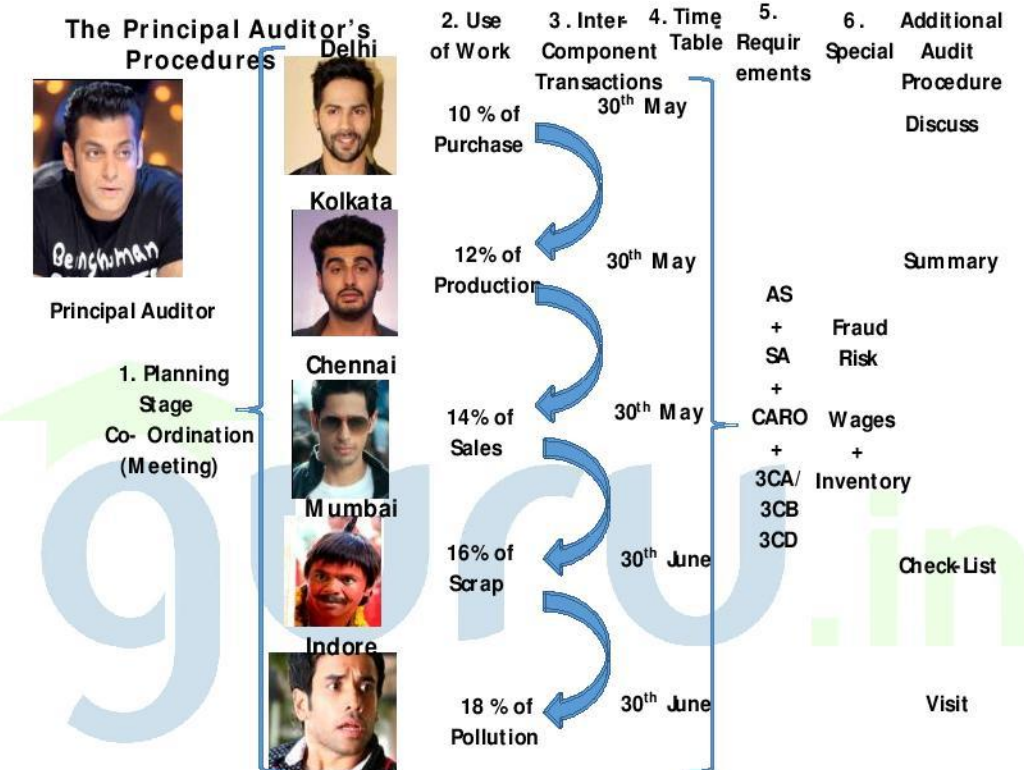 The Principal Auditor's
Procedures
Delhi
2. Use
of Work
3. Inter-
Component
Transactions
4. Time
Table
5.
Requir
ements
6.
Special
Additional
Audit
Procedure
10 % of
Purchase
30th May
Discuss
Being human
Principal Auditor
Kolkata
12% of
Production
30th May
Summary
1. Planning
Stage
Co- Ordination
(Meeting)
Chennai
14% of
Sales
30th May
AS
+
SA
+
CARO
+
3CA/
3CB
3CD
Fraud
Risk
Wages
+
Inventory
Mumbai
16% of
Scrap
30th June
Check-List
Indore
18 % of
Pollution
30th June
Visit
guru.in